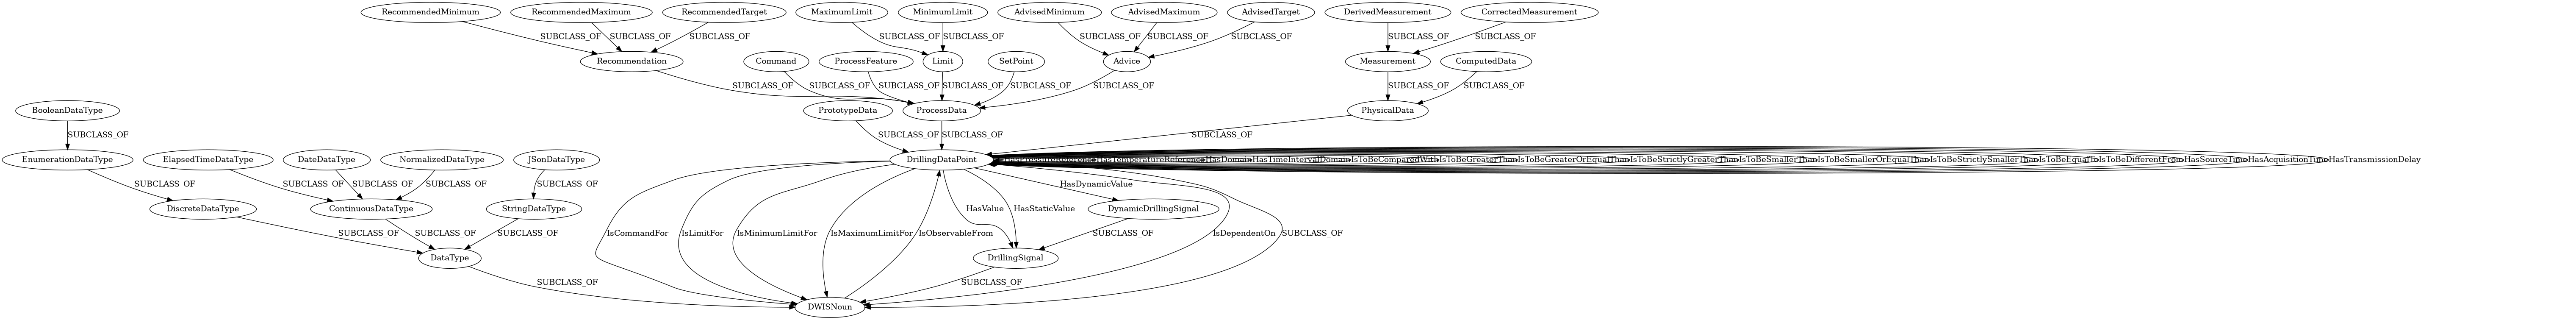 RecommendedMinimum RecommendedMaximum RecommendedTarget MaximumLimit MinimumLimit AdvisedMinimum AdvisedMaximum AdvisedTarget DerivedMeasurement CorrectedMeasurement
SUBCLASS_OF SUBCLASS_OF SUBCLASS_OF SUBCLASS_OF SUBCLASS_OF SUBCLASS_OF SUBCLASS_OF SUBCLASS_OF SUBCLASS_OF SUBCLASS_OF
Recommendation Command ProcessFeature Limit SetPoint Advice Measurement ComputedData
SUBCLASS_OF SUBCLASS_OF SUBCLASS_OF SUBCLASS_OF SUBCLASS_OF SUBCLASS_OF SUBCLASS_OF SUBCLASS_OF
BooleanDataType PrototypeData ProcessData PhysicalData
SUBCLASS_OF SUBCLASS_OF SUBCLASS_OF SUBCLASS_OF
EnumerationDataType ElapsedTimeDataType DateDataType NormalizedDataType JSonDataType DrillingDataPoint HasTemperatureReference HasDomain HasTimeIntervalDomain IsToBeComparedWith IsToBeGreaterThan IsToBeGreaterOrEqualThan IsToBeStrictlyGreaterThan IsToBeSmallerThan IsToBeSmallerOrEqualThan IsToBeStrictlySmallerThan IsToBeEqualTo IsToBeDifferentFrom HasSourceTime HasAcquisitionTime HasTransmissionDelay
SUBCLASS_OF SUBCLASS_OF SUBCLASS_OF SUBCLASS_OF SUBCLASS_OF HasDynamicValue
DiscreteDataType ContinuousDataType StringDataType HasValue HasStaticValue DynamicDrillingSignal
SUBCLASS_OF SUBCLASS_OF SUBCLASS_OF IsCommandFor IsLimitFor IsMinimumLimitFor IsMaximumLimitFor IsObservableFrom SUBCLASS_OF IsDependentOn SUBCLASS_OF
DataType DrillingSignal
SUBCLASS_OF SUBCLASS_OF
DWISNoun